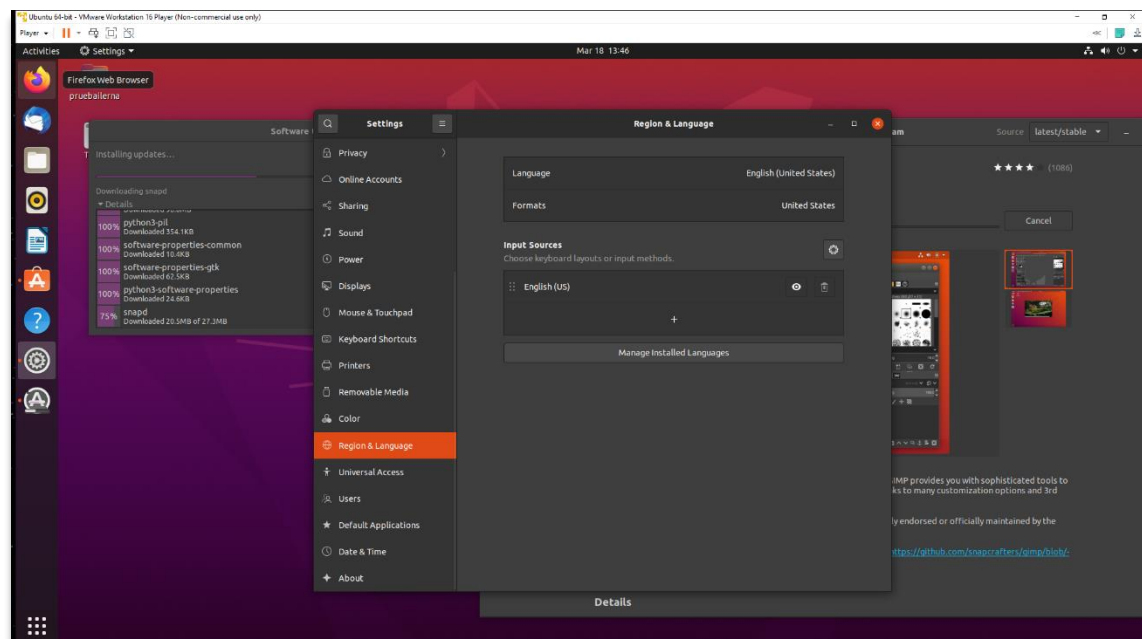 Ubuntu 64-bit - VMware Workstation 16 Player (Non-commercial use only)
Player
Activities
Settings
Mar 18 13:46
Firefox Web Browser
pruebailerna
Software
Installing updates...
Downloading snapd
Details
100%
python3-pil
Downloaded 354.1KB
100%
software-properties-common
Downloaded 10.4KB
100%
software-properties-gtk
Downloaded 62.5KB
100%
python3-software-properties
Downloaded 24.6KB
75%
snapd
Downloaded 20.5MB of 27.3MB
Settings
Privacy
Online Accounts
Sharing
Sound
Power
Displays
Mouse & Touchpad
Keyboard Shortcuts
Printers
Removable Media
Color
Region & Language
Universal Access
Users
Default Applications
Date & Time
About
Region & Language
Language
English (United States)
Formats
United States
Input Sources
Choose keyboard layouts or input methods.
English (US)
Manage Installed Languages
am
Source
latest/stable
(1086)
Cancel
GIMP provides you with sophisticated tools to
ks to many customization options and 3rd
ly endorsed or officially maintained by the
https://github.com/snapcrafters/gimp/blob/-
Details